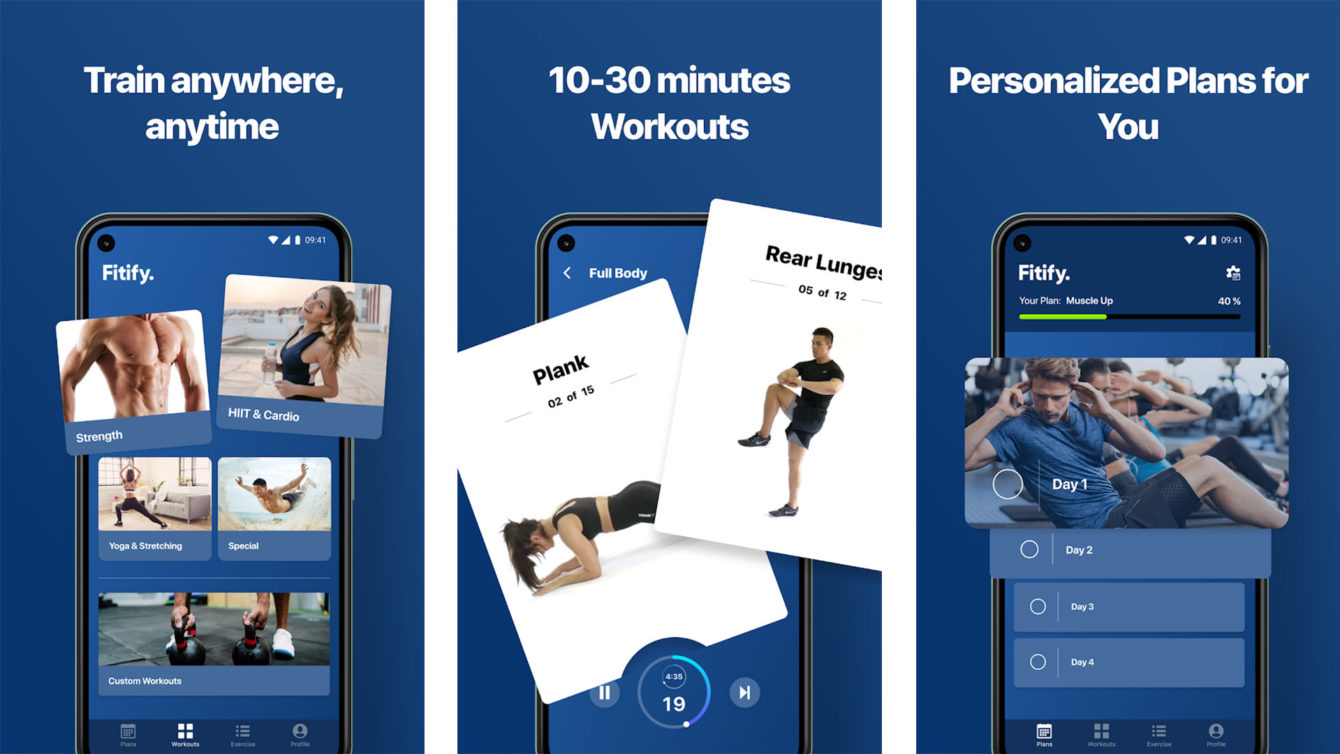 Train anywhere,
anytime
09:41
Fitify.
Strength
HIIT & Cardio
Yoga & Stretching
Special
Custom Workouts
Plans
Workouts
Exercise
Profile
10-30 minutes
Workouts
Full Body
Rear Lunges
05 of 12
Plank
02 of 15
4:35
19
Personalized Plans for
You
09:41
Fitify.
Your Plan: Muscle Up
40 %
Day 1
Day 2
Day 3
Day 4
Plans
Workouts
Exercise
Profile